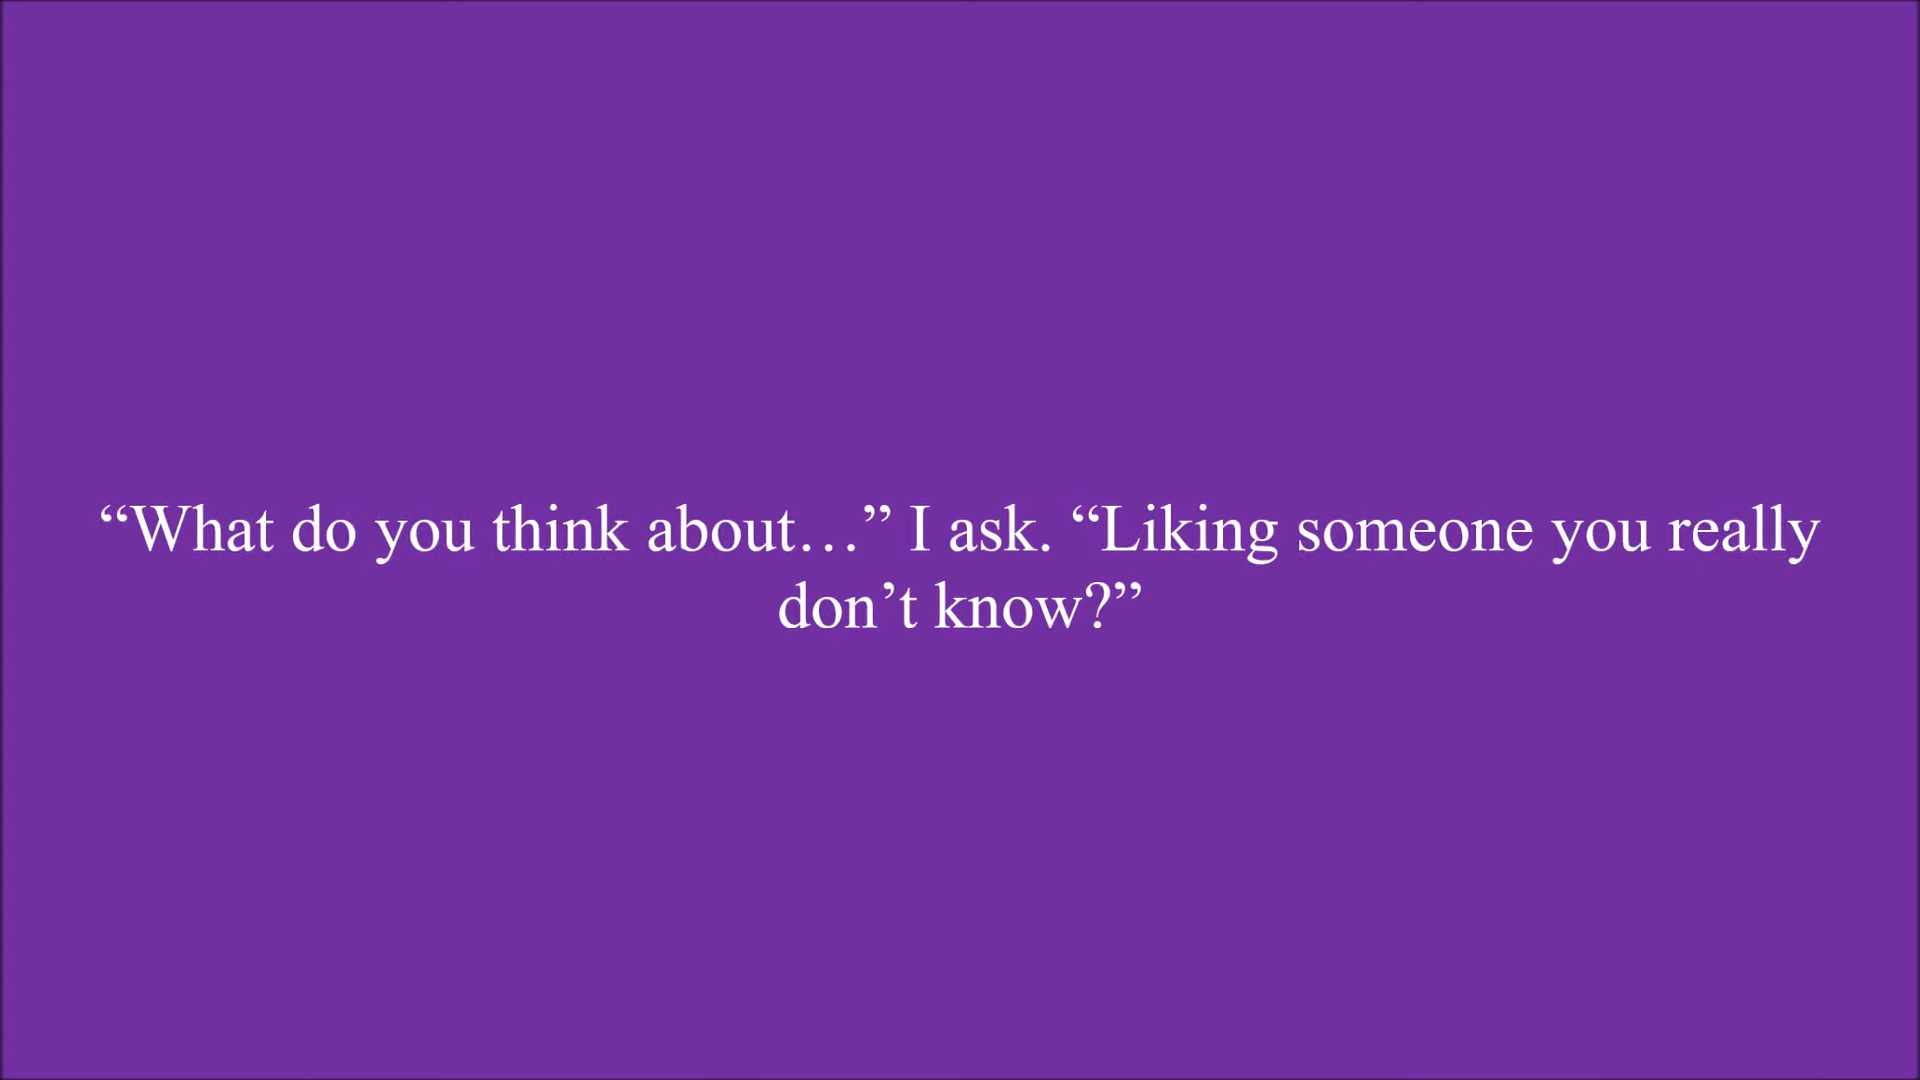 “What do you think about…” I ask. “Liking someone you really
don’t know?”